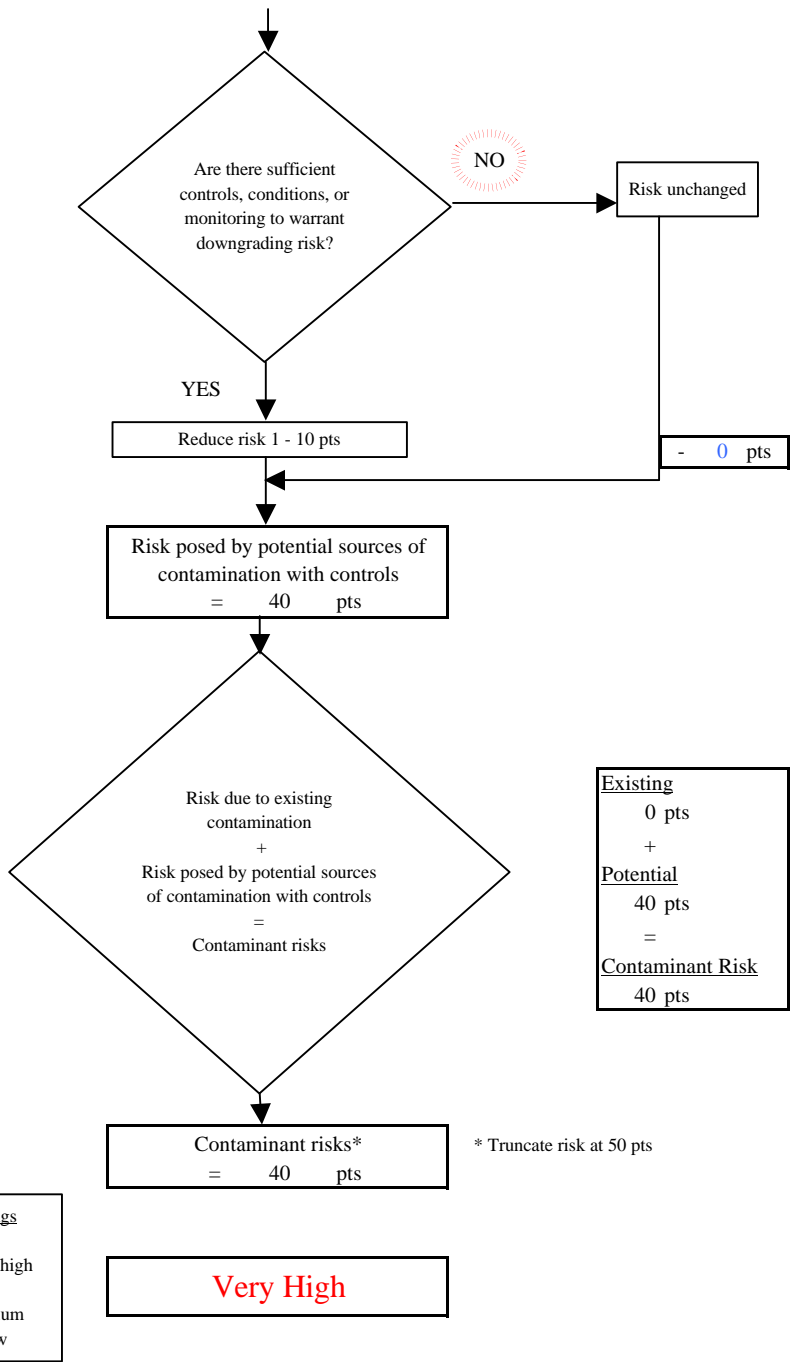 Are there sufficient
controls, conditions, or
monitoring to warrant
downgrading risk?
NO
Risk unchanged
YES
Reduce risk 1 - 10 pts
- 0 pts
Risk posed by potential sources of
contamination with controls
= 40 pts
Risk due to existing
contamination
+
Risk posed by potential sources
of contamination with controls
=
Contaminant risks
Existing
0 pts
+
Potential
40 pts
=
Contaminant Risk
40 pts
Contaminant risks*
= 40 pts
* Truncate risk at 50 pts
high
Very High